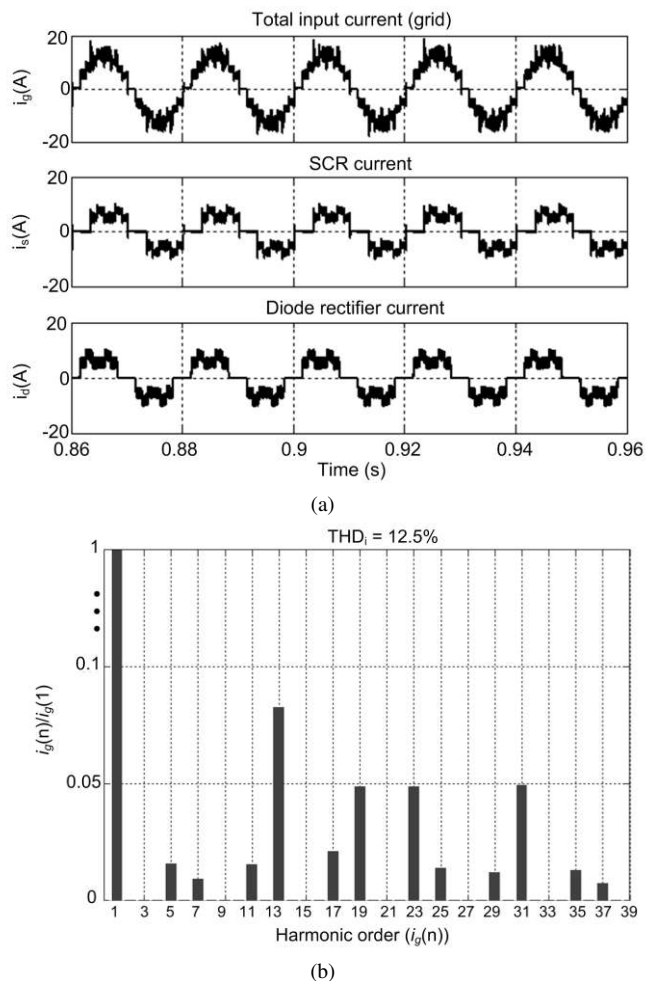 Total input current (grid)
20
0
-20
i_g(A)
SCR current
20
0
-20
i_s(A)
Diode rectifier current
20
0
-20
i_d(A)
0.86 0.88 0.9 0.92 0.94 0.96
Time (s)
(a)
THD_i = 12.5%
1
0.1
0.05
0
i_g(n)/i_g(1)
1 3 5 7 9 11 13 15 17 19 21 23 25 27 29 31 33 35 37 39
Harmonic order (i_g(n))
(b)